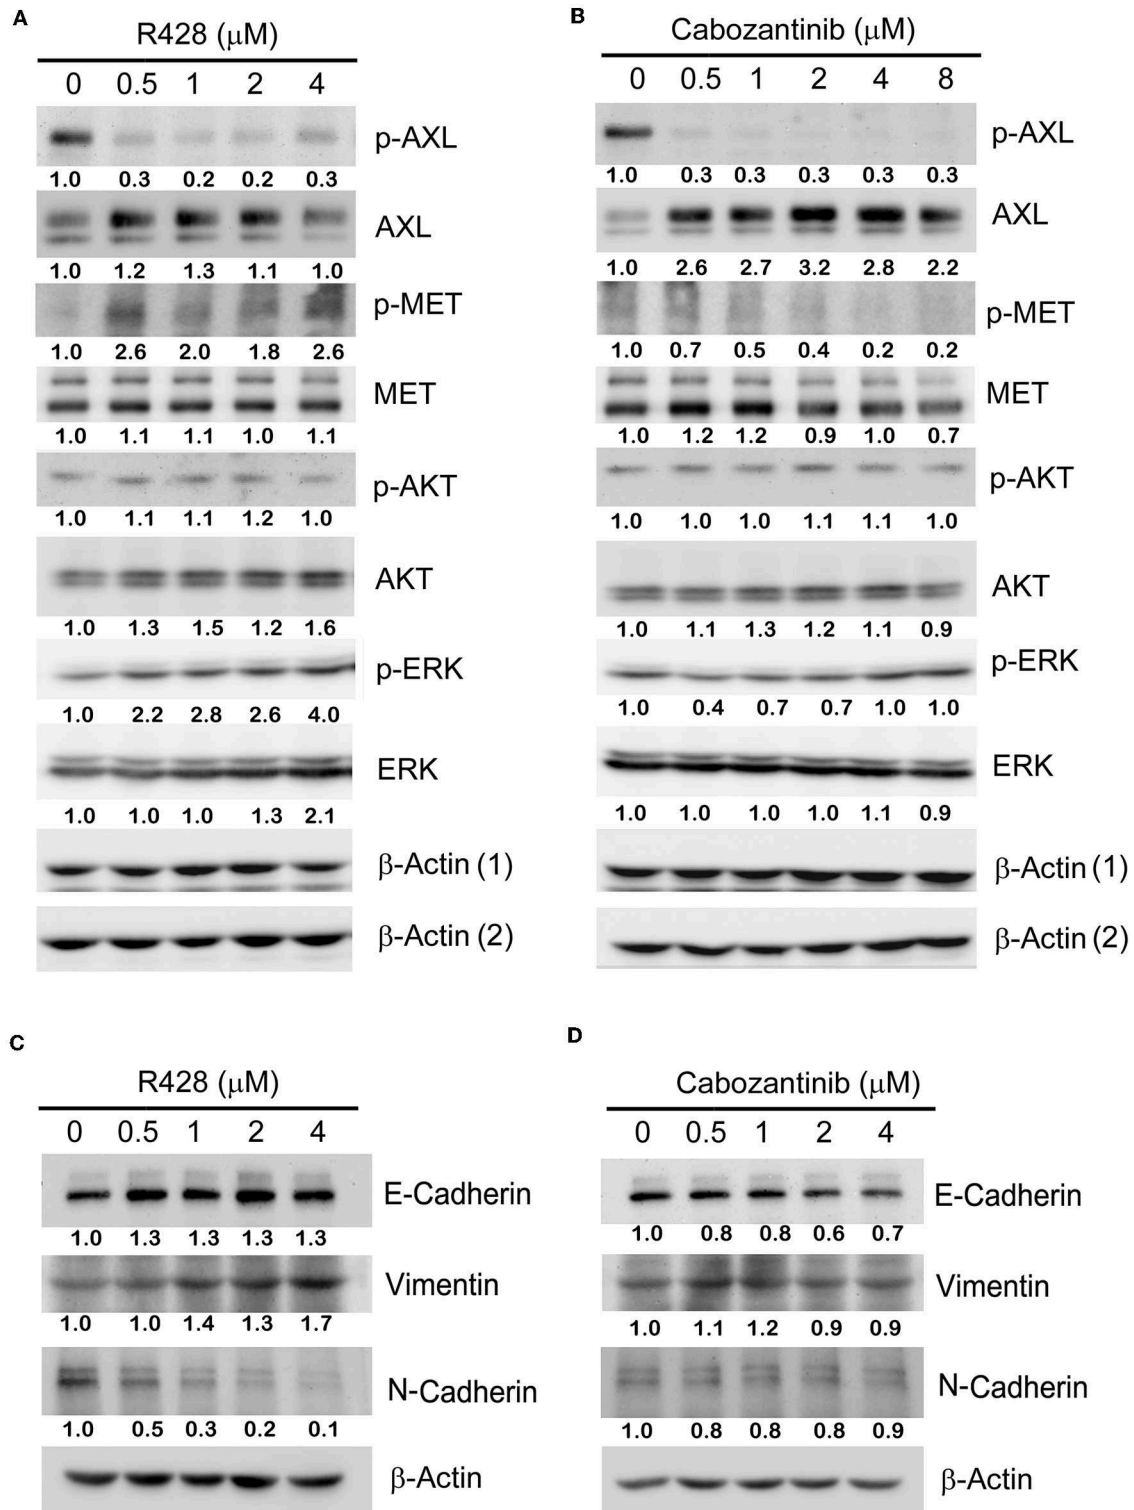 A
R428 (μM)
0 0.5 1 2 4
p-AXL
1.0 0.3 0.2 0.2 0.3
AXL
1.0 1.2 1.3 1.1 1.0
p-MET
1.0 2.6 2.0 1.8 2.6
MET
1.0 1.1 1.1 1.0 1.1
p-AKT
1.0 1.1 1.1 1.2 1.0
AKT
1.0 1.3 1.5 1.2 1.6
p-ERK
1.0 2.2 2.8 2.6 4.0
ERK
1.0 1.0 1.0 1.3 2.1
β-Actin (1)
β-Actin (2)
B
Cabozantinib (μM)
0 0.5 1 2 4 8
p-AXL
1.0 0.3 0.3 0.3 0.3 0.3
AXL
1.0 2.6 2.7 3.2 2.8 2.2
p-MET
1.0 0.7 0.5 0.4 0.2 0.2
MET
1.0 1.2 1.2 0.9 1.0 0.7
p-AKT
1.0 1.0 1.0 1.1 1.1 1.0
AKT
1.0 1.1 1.3 1.2 1.1 0.9
p-ERK
1.0 0.4 0.7 0.7 1.0 1.0
ERK
1.0 1.0 1.0 1.0 1.1 0.9
β-Actin (1)
β-Actin (2)
C
R428 (μM)
0 0.5 1 2 4
E-Cadherin
1.0 1.3 1.3 1.3 1.3
Vimentin
1.0 1.0 1.4 1.3 1.7
N-Cadherin
1.0 0.5 0.3 0.2 0.1
β-Actin
D
Cabozantinib (μM)
0 0.5 1 2 4
E-Cadherin
1.0 0.8 0.8 0.6 0.7
Vimentin
1.0 1.1 1.2 0.9 0.9
N-Cadherin
1.0 0.8 0.8 0.8 0.9
β-Actin